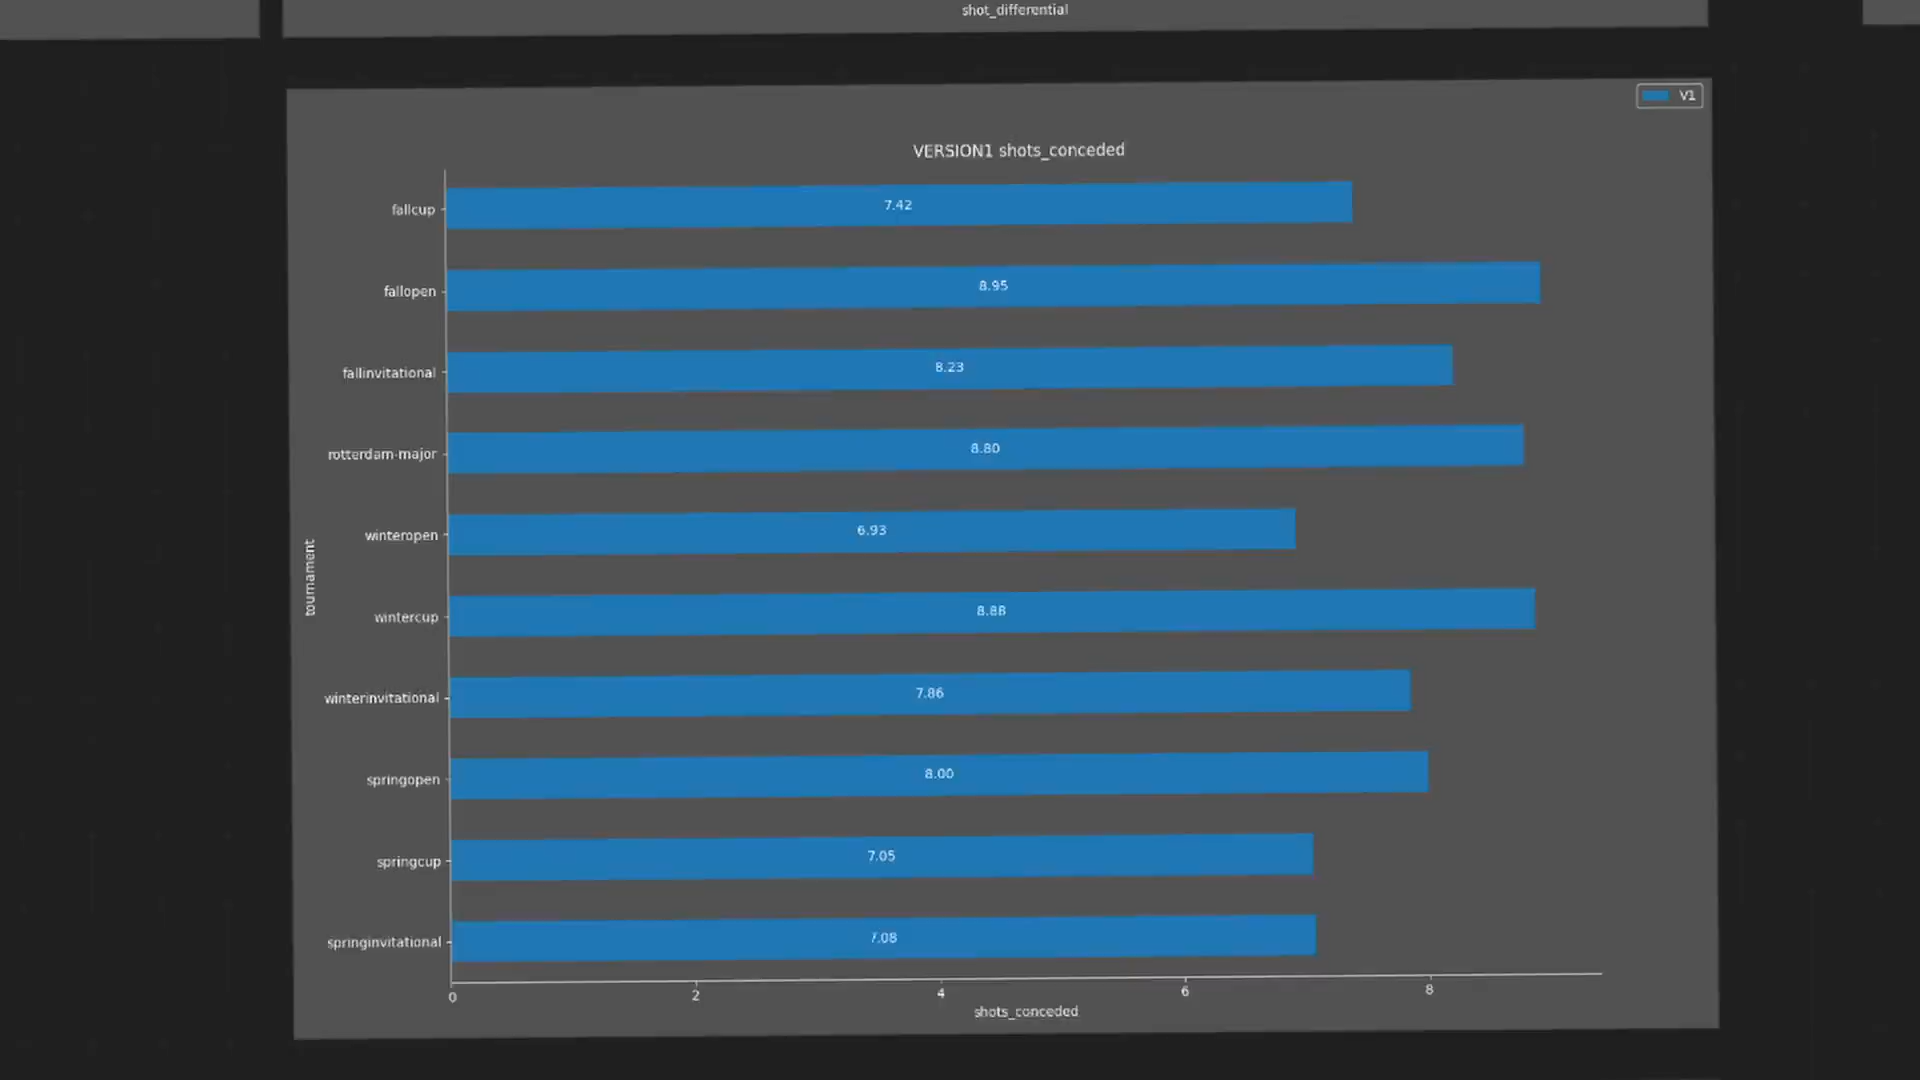 shot_differential
V1
VERSION1 shots_conceded
fallcup
7.42
fallopen
8.95
fallinvitational
8.23
rotterdam-major
8.80
winteropen
6.93
wintercup
8.88
winterinvitational
7.86
springopen
8.00
springcup
7.05
springinvitational
7.08
tournament
0 2 4 6 8
shots_conceded